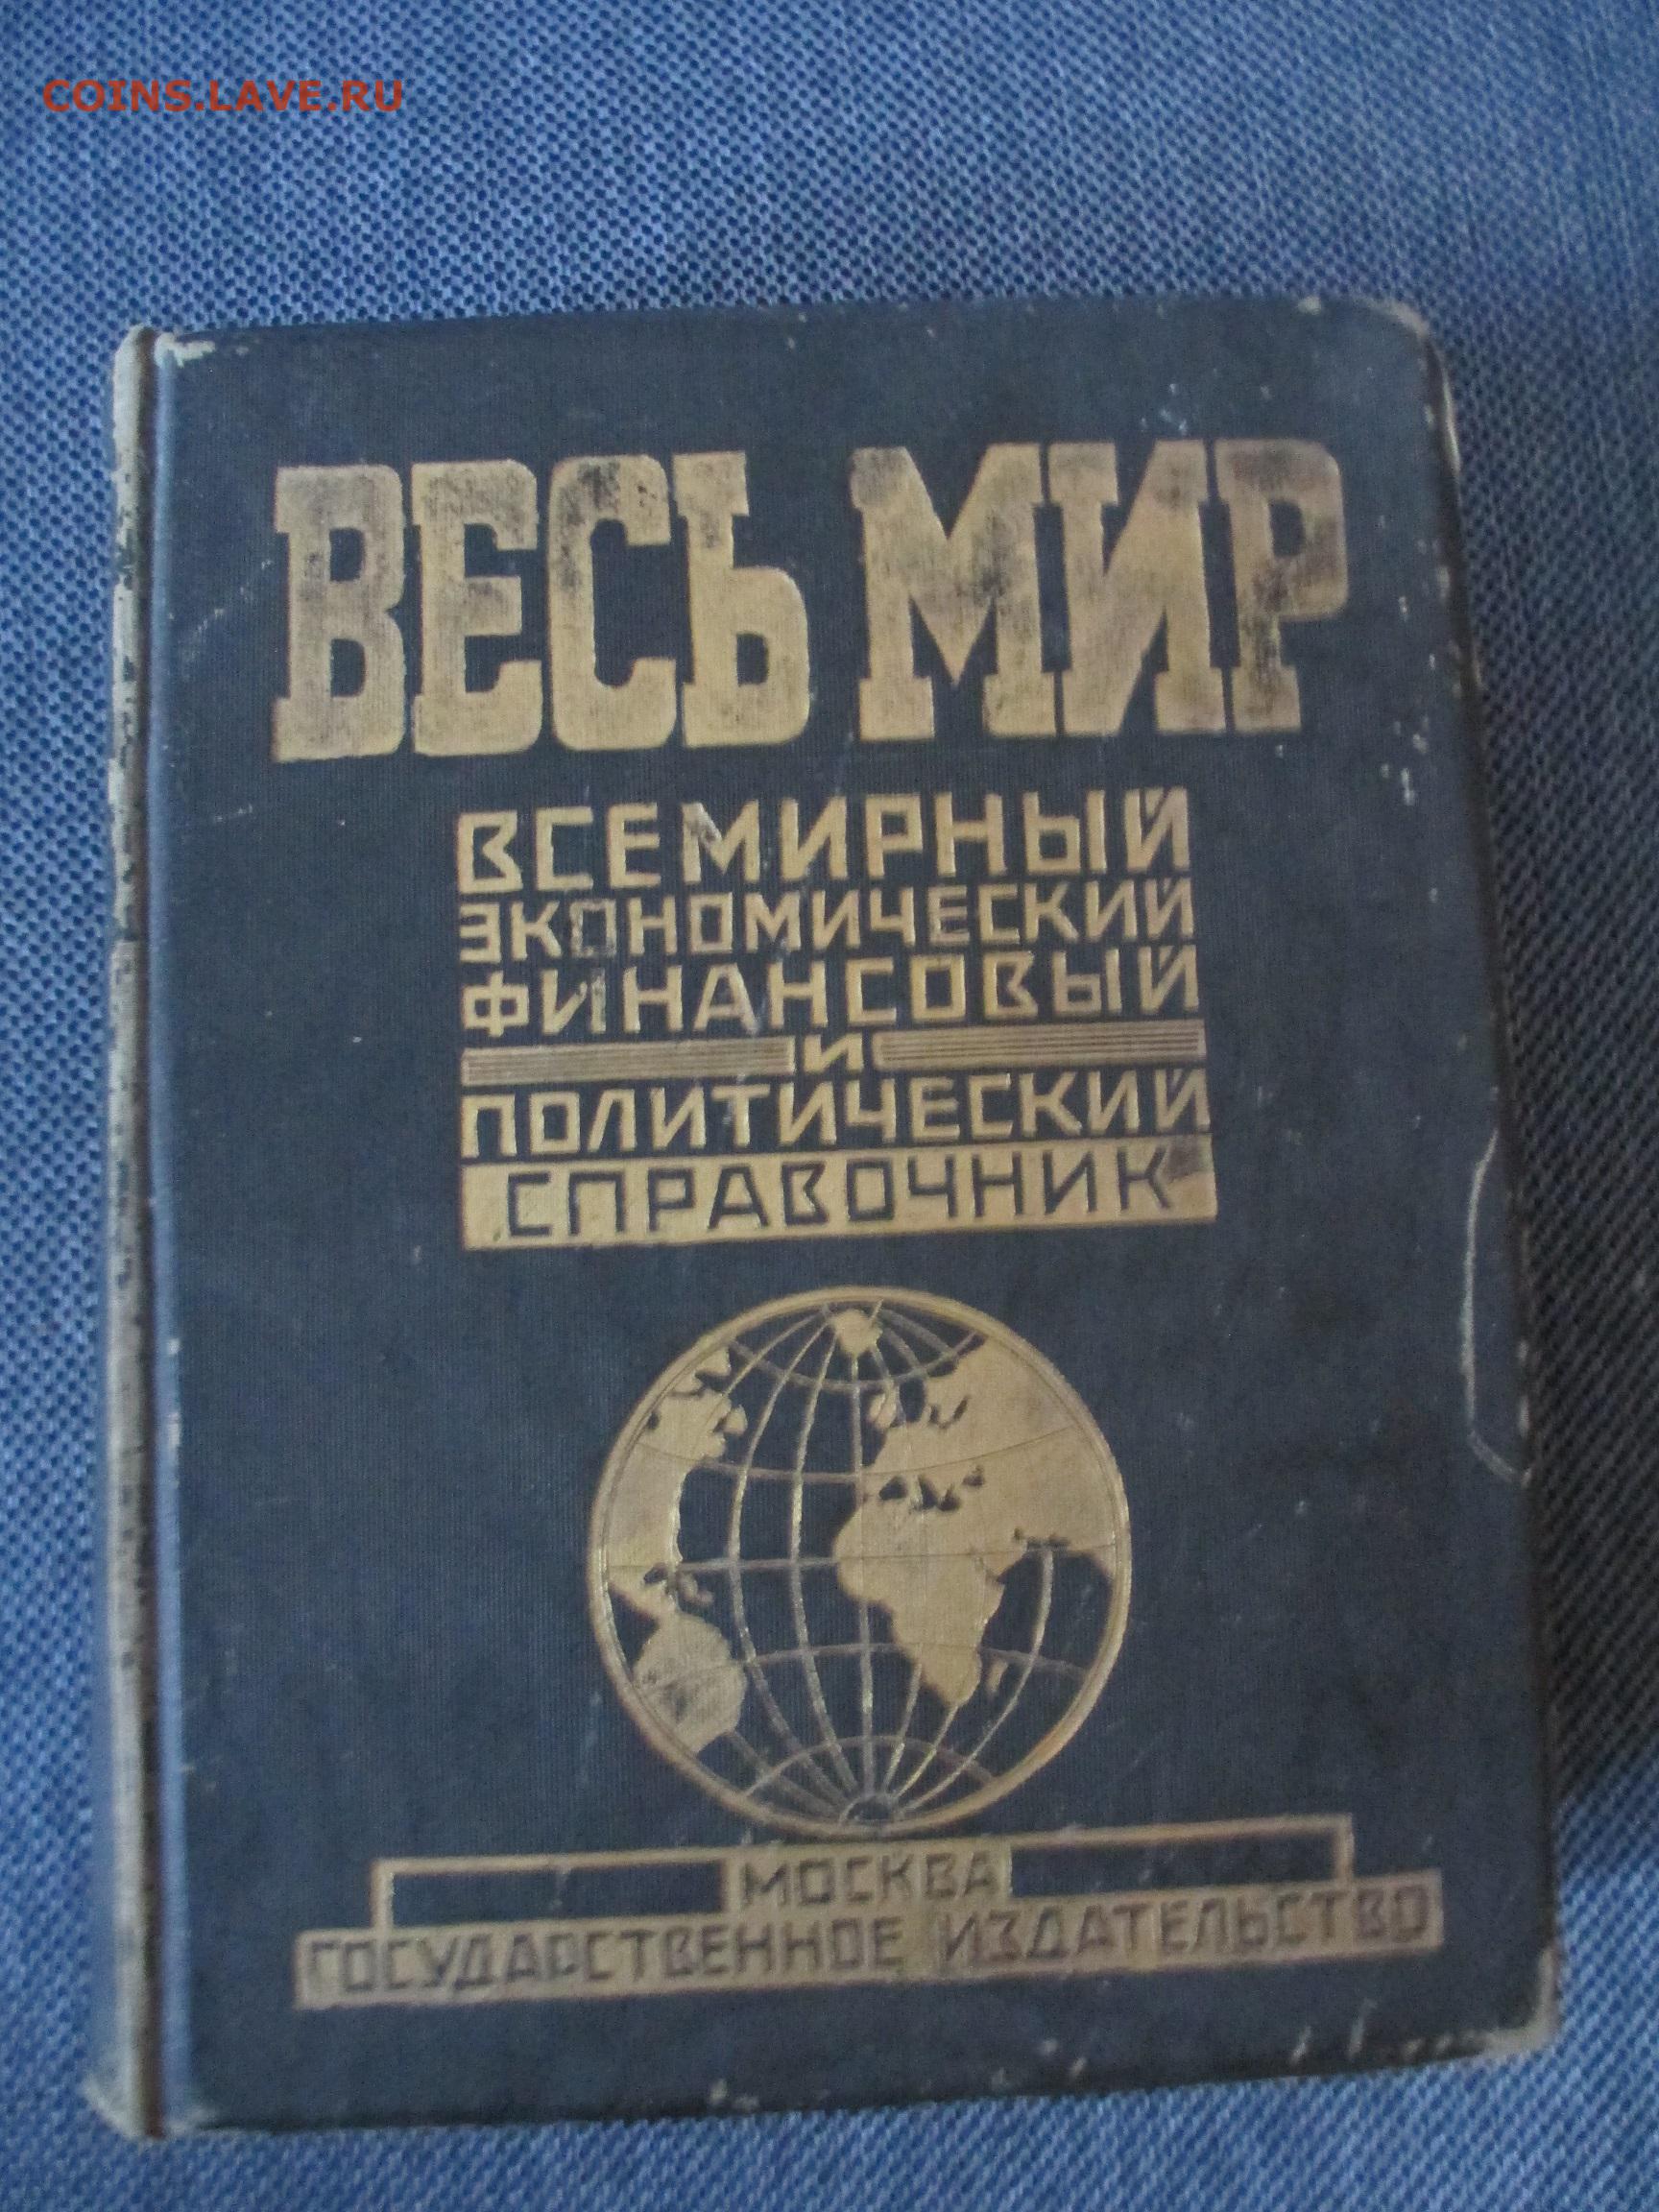 COINS.LAVE.RU
ВЕСЬ МИР
ВСЕМИРНЫЙ
ЭКОНОМИЧЕСКИЙ
ФИНАНСОВЫЙ
И
ПОЛИТИЧЕСКИЙ
СПРАВОЧНИК
МОСКВА
ГОСУДАРСТВЕННОЕ ИЗДАТЕЛЬСТВО